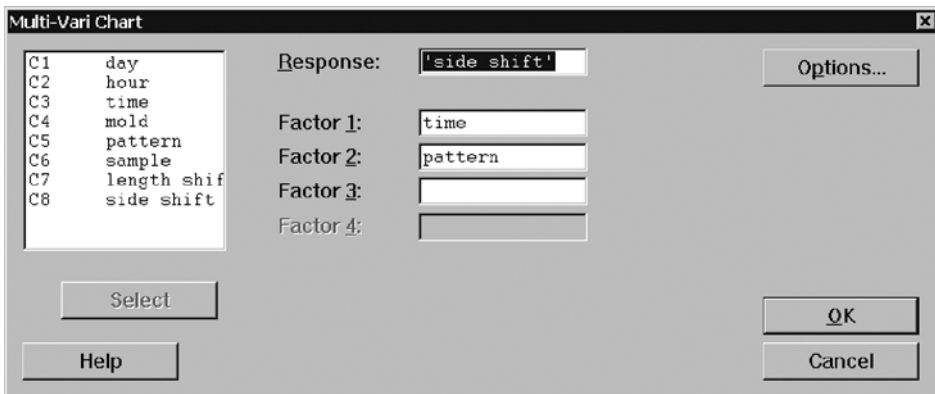 Multi-Vari Chart
C1 day
C2 hour
C3 time
C4 mold
C5 pattern
C6 sample
C7 length shif
C8 side shift
Select
Help
Response: 'side shift'
Factor 1: time
Factor 2: pattern
Factor 3:
Factor 4:
Options...
OK
Cancel